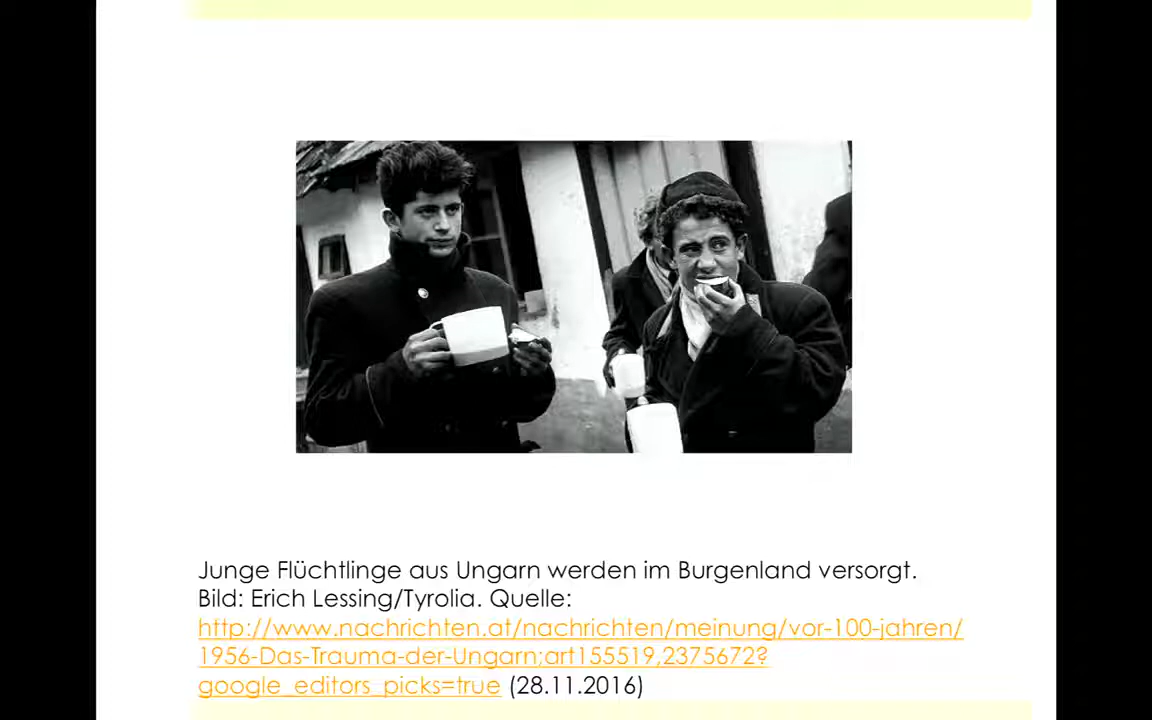 Junge Flüchtlinge aus Ungarn werden im Burgenland versorgt.
Bild: Erich Lessing/Tyrolia. Quelle:
http://www.nachrichten.at/nachrichten/meinung/vor-100-jahren/
1956-Das-Trauma-der-Ungarn;art155519,2375672?
google_editors_picks=true (28.11.2016)